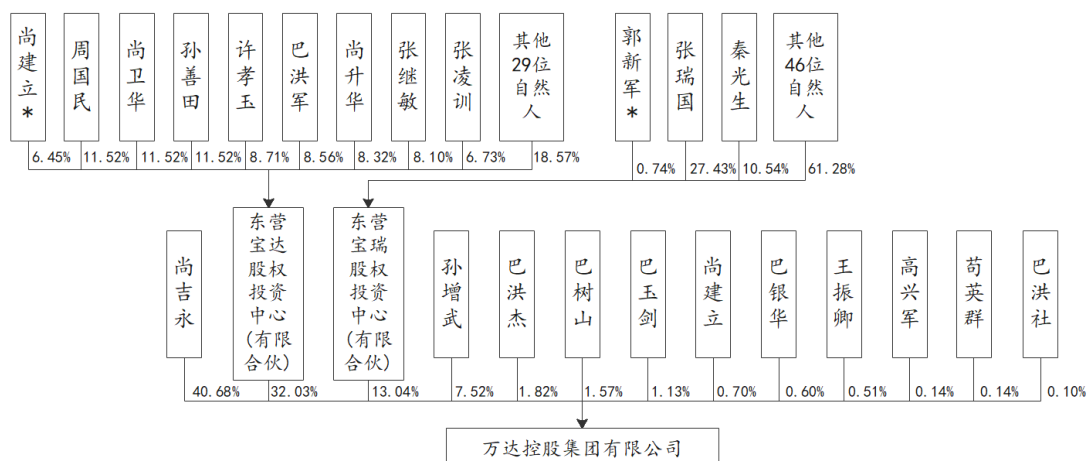 尚建立*
周国民
尚卫华
孙善田
许孝玉
巴洪军
尚升华
张继敏
张凌训
其他
29位
自然
人
郭新军*
张瑞国
秦光生
其他
46位
自然
人
6.45%
11.52%
11.52%
11.52%
8.71%
8.56%
8.32%
8.10%
6.73%
18.57%
0.74%
27.43%
10.54%
61.28%
尚吉永
东营
宝达
股权
投资
中心
(有限
合伙)
东营
宝瑞
股权
投资
中心
(有限
合伙)
孙增武
巴洪杰
巴树山
巴玉剑
尚建立
巴银华
王振卿
高兴军
苟英群
巴洪社
40.68%
32.03%
13.04%
7.52%
1.82%
1.57%
1.13%
0.70%
0.60%
0.51%
0.14%
0.14%
0.10%
万达控股集团有限公司